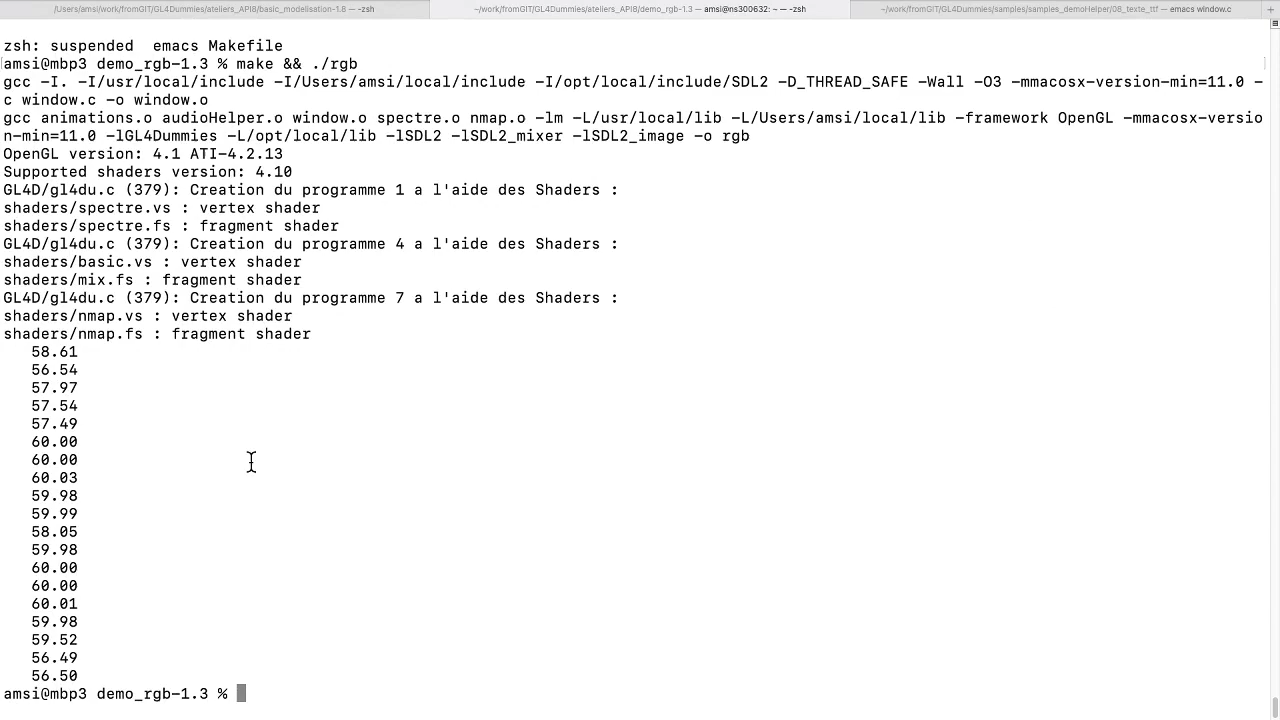 /Users/amsi/work/fromGIT/GL4Dummies/ateliers_API8/basic_modelisation-1.8 — -zsh
~/work/fromGIT/GL4Dummies/ateliers_API8/demo_rgb-1.3 — amsi@ns300632: ~ — -zsh
~/work/fromGIT/GL4Dummies/samples/samples_demoHelper/08_texte_ttf — emacs window.c
zsh: suspended  emacs Makefile
amsi@mbp3 demo_rgb-1.3 % make && ./rgb
gcc -I. -I/usr/local/include -I/Users/amsi/local/include -I/opt/local/include/SDL2 -D_THREAD_SAFE -Wall -O3 -mmacosx-version-min=11.0 -
c window.c -o window.o
gcc animations.o audioHelper.o window.o spectre.o nmap.o -lm -L/usr/local/lib -L/Users/amsi/local/lib -framework OpenGL -mmacosx-versio
n-min=11.0 -lGL4Dummies -L/opt/local/lib -lSDL2 -lSDL2_mixer -lSDL2_image -o rgb
OpenGL version: 4.1 ATI-4.2.13
Supported shaders version: 4.10
GL4D/gl4du.c (379): Creation du programme 1 a l'aide des Shaders :
shaders/spectre.vs : vertex shader
shaders/spectre.fs : fragment shader
GL4D/gl4du.c (379): Creation du programme 4 a l'aide des Shaders :
shaders/basic.vs : vertex shader
shaders/mix.fs : fragment shader
GL4D/gl4du.c (379): Creation du programme 7 a l'aide des Shaders :
shaders/nmap.vs : vertex shader
shaders/nmap.fs : fragment shader
58.61
56.54
57.97
57.54
57.49
60.00
60.00
60.03
59.98
59.99
58.05
59.98
60.00
60.00
60.01
59.98
59.52
56.49
56.50
amsi@mbp3 demo_rgb-1.3 %